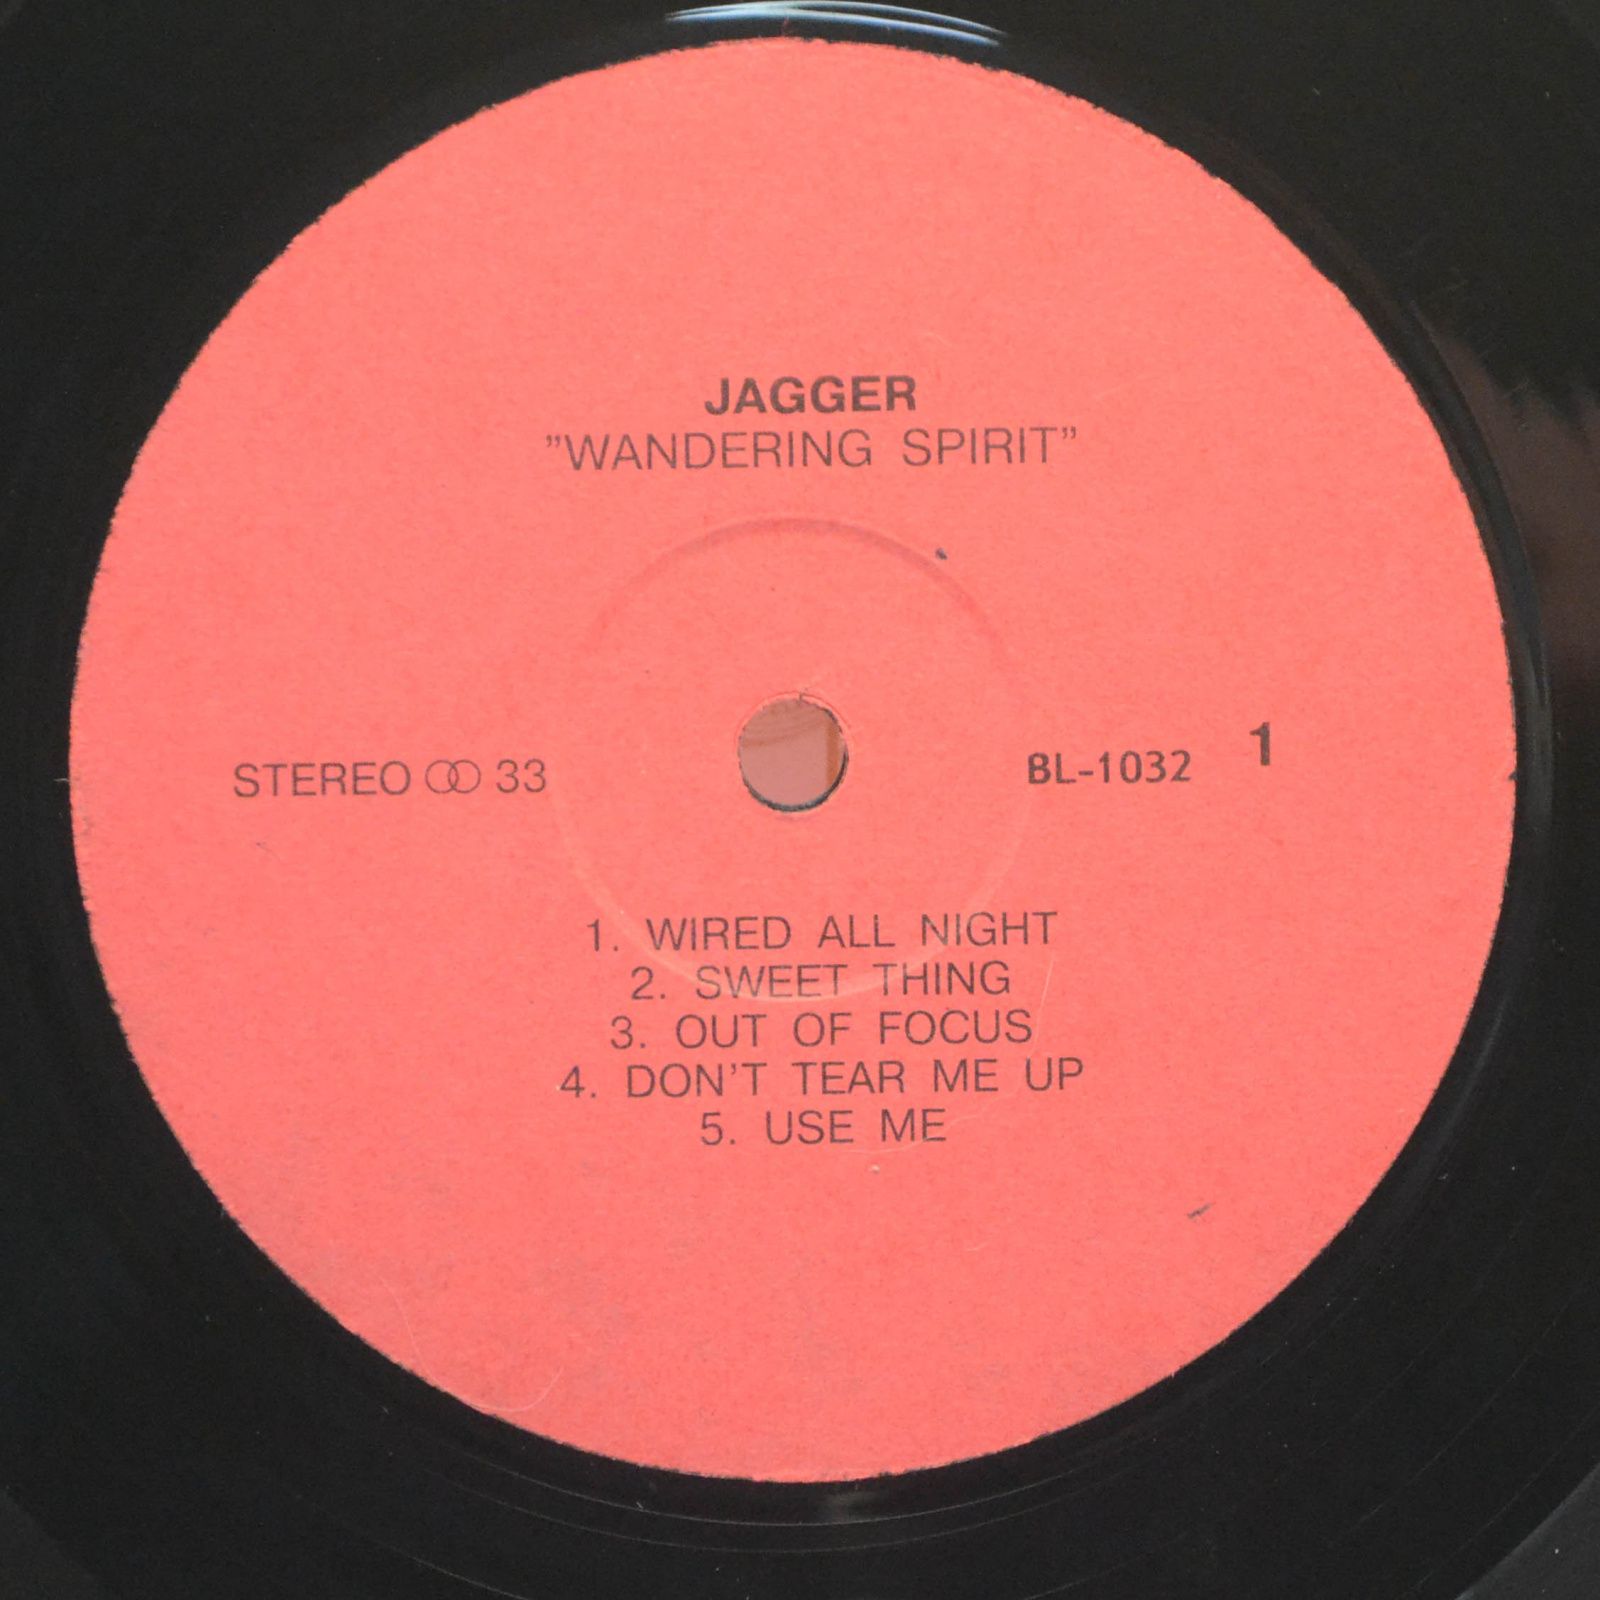 JAGGER
”WANDERING SPIRIT”
STEREO 33
BL-1032 1
1. WIRED ALL NIGHT
2. SWEET THING
3. OUT OF FOCUS
4. DON'T TEAR ME UP
5. USE ME